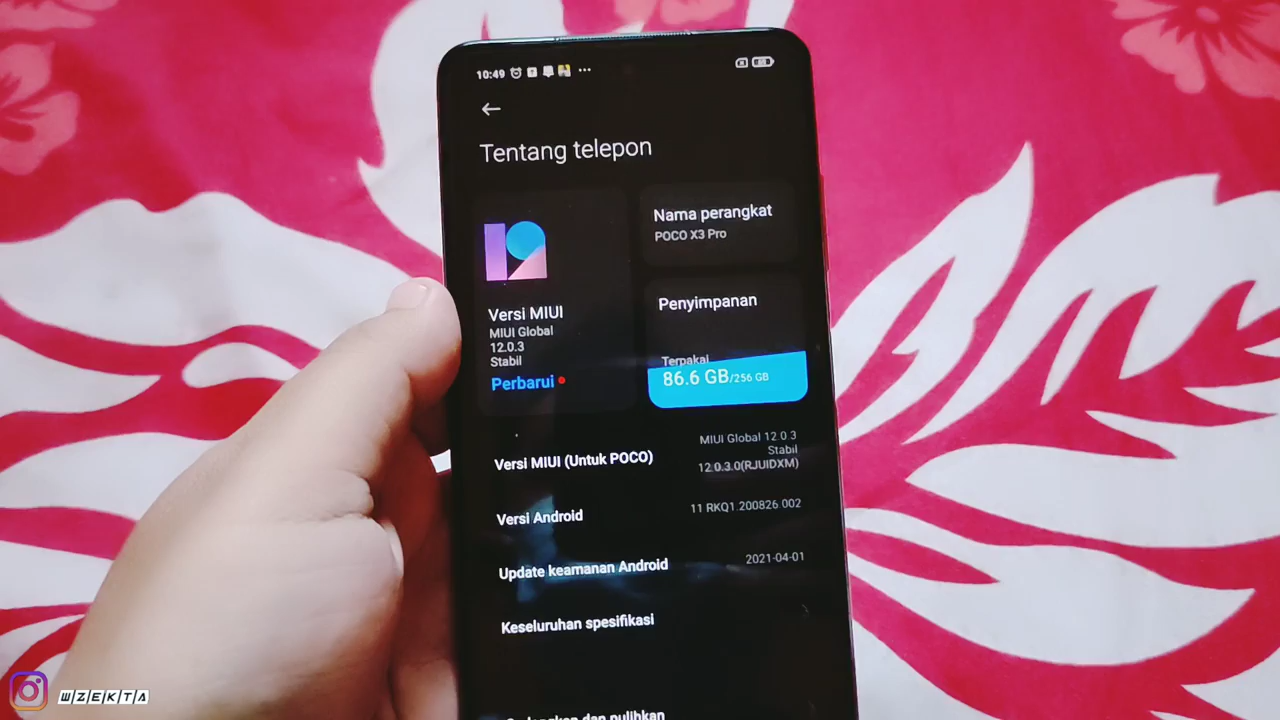 10:49
Tentang telepon
Nama perangkat
POCO X3 Pro
Versi MIUI
MIUI Global
12.0.3
Stabil
Perbarui
Penyimpanan
Terpakai
86.6 GB/256 GB
Versi MIUI (Untuk POCO)
MIUI Global 12.0.3
Stabil
12.0.3.0(RJUIDXM)
Versi Android
11 RKQ1.200826.002
Update keamanan Android
2021-04-01
Keseluruhan spesifikasi
dan pulihkan
WZEKTA